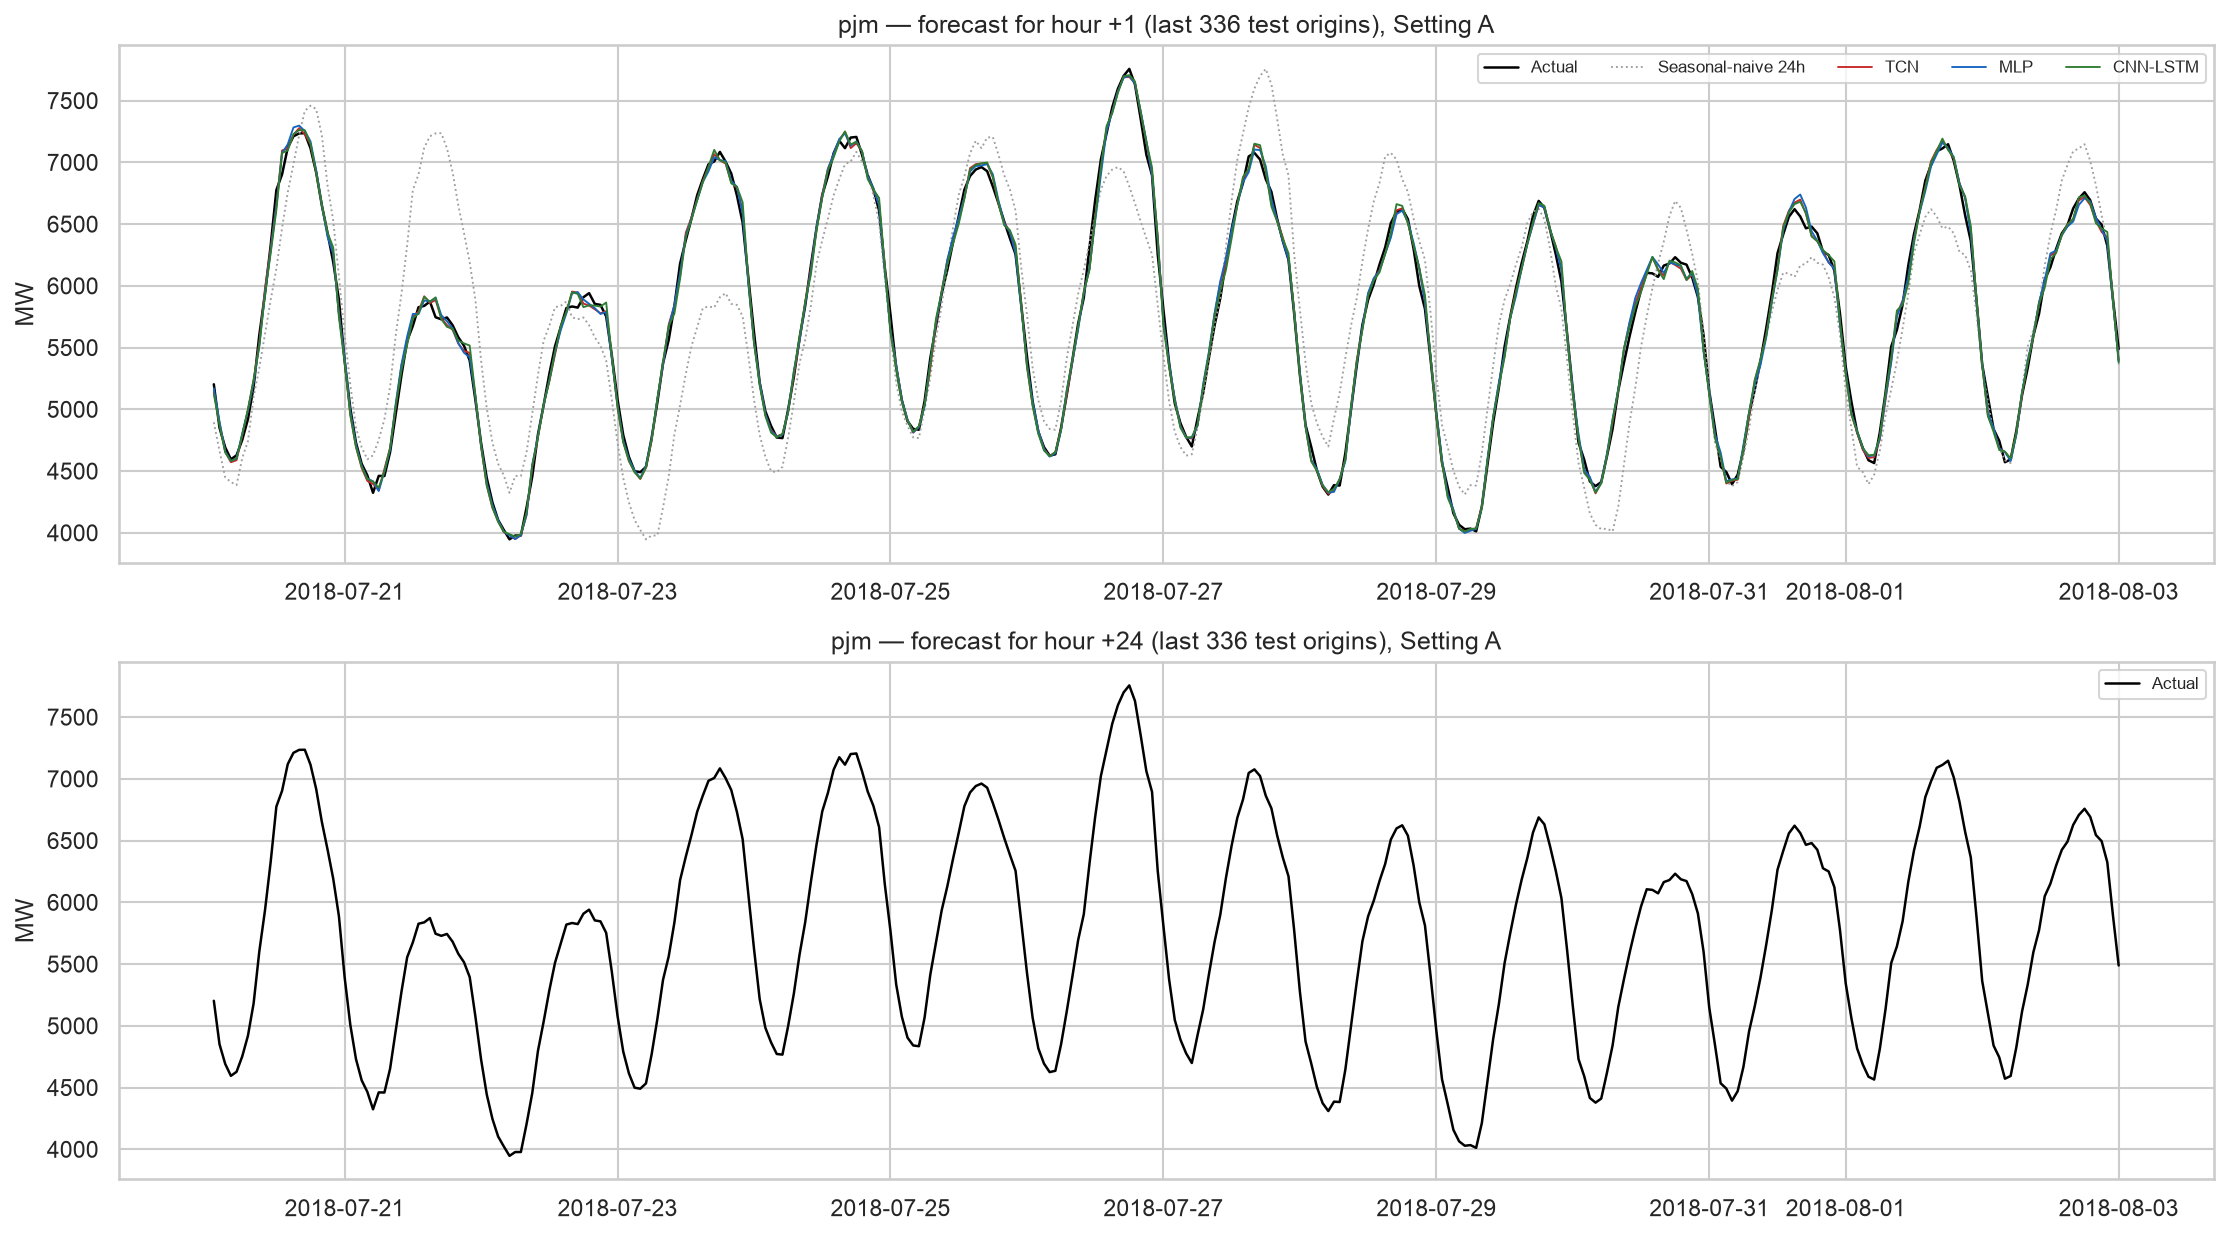 pjm — forecast for hour +1 (last 336 test origins), Setting A
Actual Seasonal-naive 24h TCN MLP CNN-LSTM
7500
7000
6500
6000
5500
5000
4500
4000
MW
2018-07-21 2018-07-23 2018-07-25 2018-07-27 2018-07-29 2018-07-31 2018-08-01 2018-08-03
pjm — forecast for hour +24 (last 336 test origins), Setting A
Actual
7500
7000
6500
6000
5500
5000
4500
4000
MW
2018-07-21 2018-07-23 2018-07-25 2018-07-27 2018-07-29 2018-07-31 2018-08-01 2018-08-03